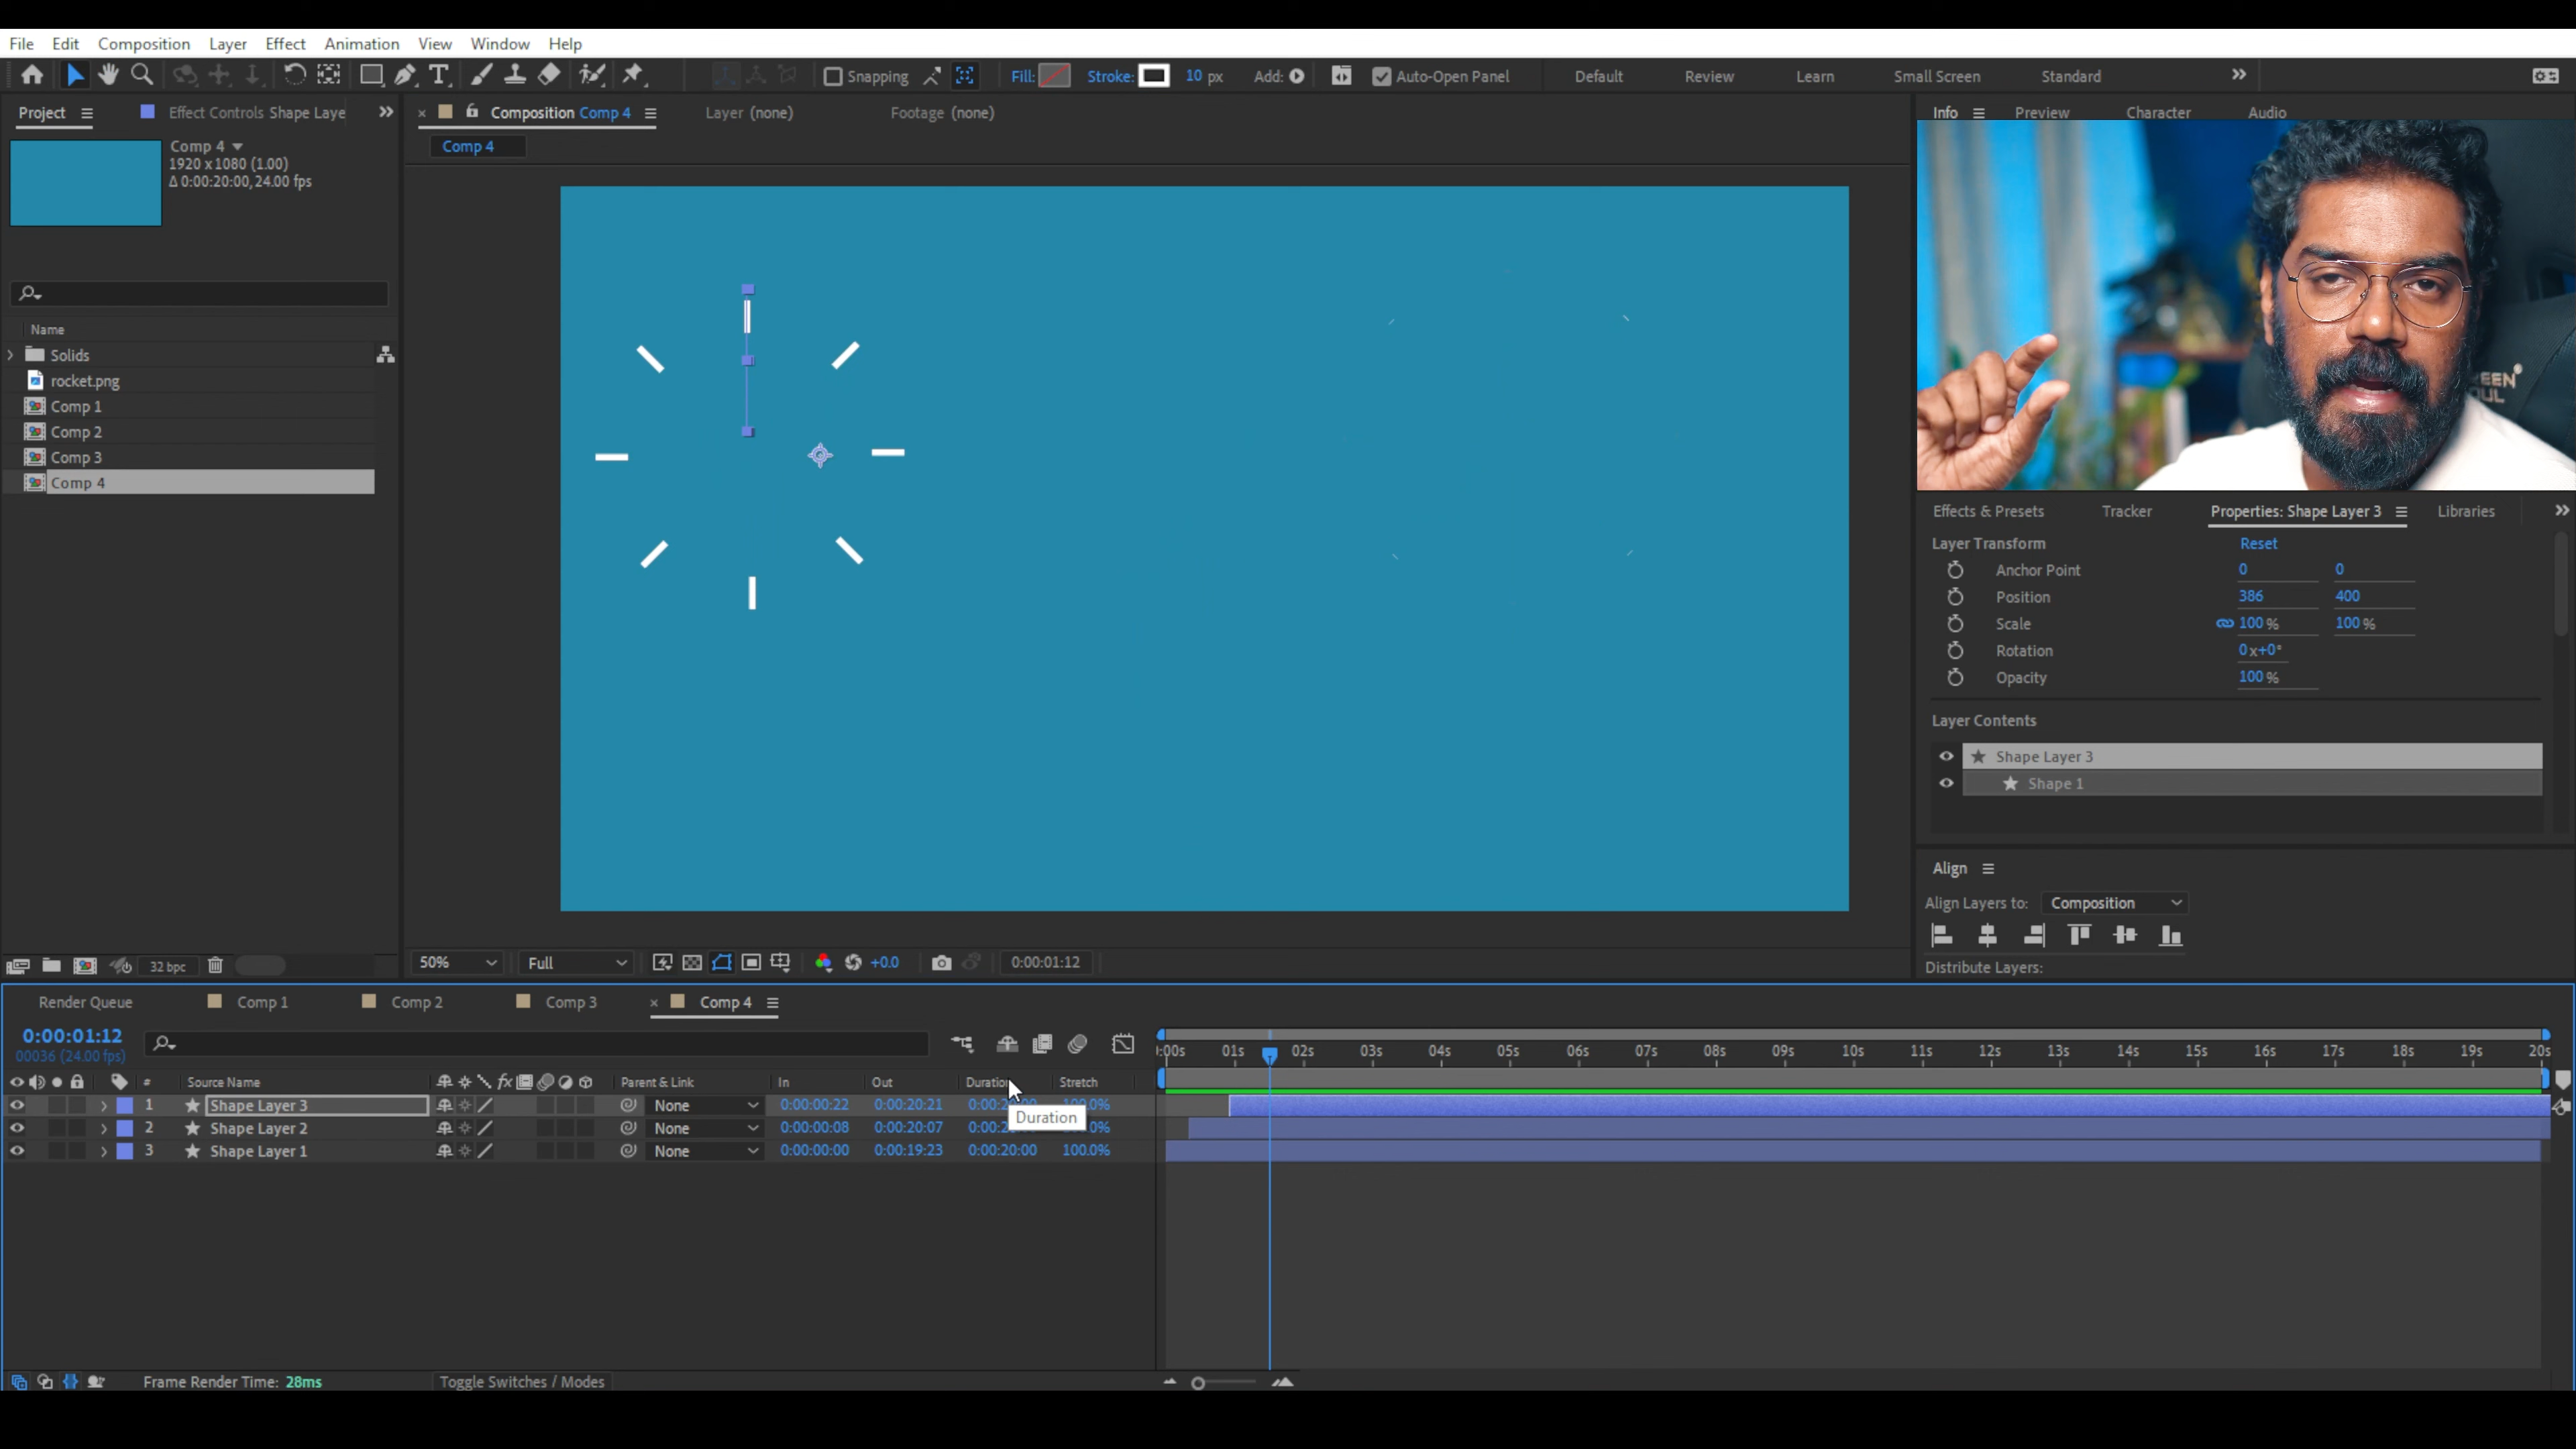 File Edit Composition Layer Effect Animation View Window Help
Snapping Fill: Stroke: 10 px Add: Auto-Open Panel Default Review Learn Small Screen Standard
Project Effect Controls Shape Laye
Composition Comp 4 Layer (none) Footage (none)
Info Preview Character Audio
Comp 4
Comp 4
1920 x 1080 (1.00)
Δ 0:00:20:00, 24.00 fps
Name
Solids
rocket.png
Comp 1
Comp 2
Comp 3
Comp 4
Effects & Presets Tracker Properties: Shape Layer 3 Libraries
Layer Transform Reset
Anchor Point 0 0
Position 386 400
Scale 100 % 100 %
Rotation 0x+0°
Opacity 100 %
Layer Contents
Shape Layer 3
Shape 1
Align
Align Layers to: Composition
Distribute Layers:
32 bpc
50% Full +0.0 0:00:01:12
Render Queue Comp 1 Comp 2 Comp 3 Comp 4
0:00:01:12
00036 (24.00 fps)
:00s 01s 02s 03s 04s 05s 06s 07s 08s 09s 10s 11s 12s 13s 14s 15s 16s 17s 18s 19s 20s
# Source Name fx Parent & Link In Out Duration Stretch
1 Shape Layer 3 None 0:00:00:22 0:00:20:21
Duration
2 Shape Layer 2 None 0:00:00:08 0:00:20:07
3 Shape Layer 1 None 0:00:00:00 0:00:19:23 0:00:20:00 100.0%
Frame Render Time: 28ms Toggle Switches / Modes